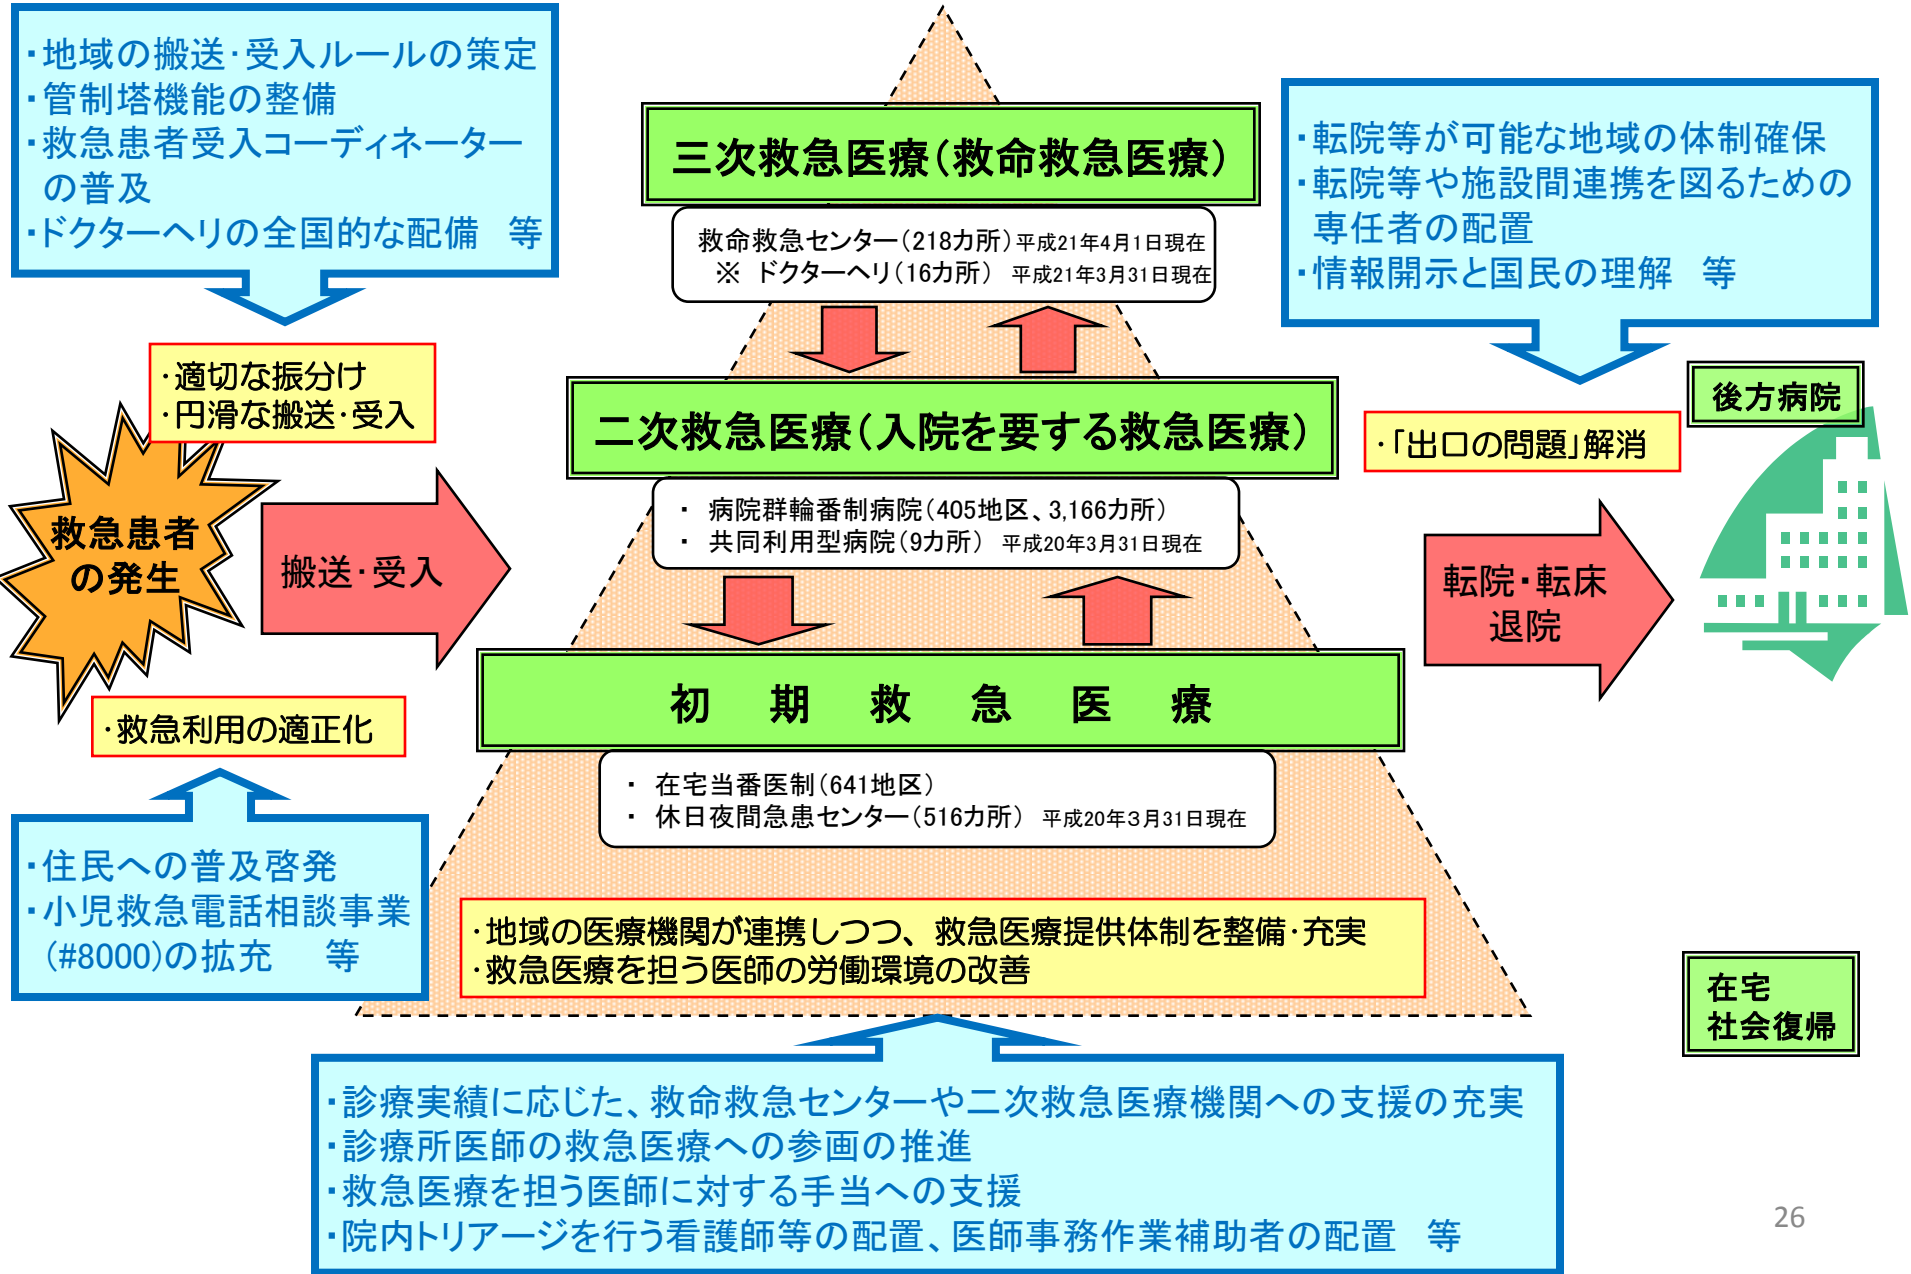 ・地域の搬送・受入ルールの策定
・管制塔機能の整備
・救急患者受入コーディネーター
の普及
・ドクターヘリの全国的な配備　等
・適切な振分け
・円滑な搬送・受入
救急患者
の発生
搬送・受入
・救急利用の適正化
・住民への普及啓発
・小児救急電話相談事業
(#8000)の拡充　等
三次救急医療（救命救急医療）
救命救急センター（218カ所）平成21年4月1日現在
※　ドクターヘリ（16カ所）　平成21年3月31日現在
二次救急医療（入院を要する救急医療）
・　病院群輪番制病院（405地区、3,166カ所）
・　共同利用型病院（9カ所）　平成20年3月31日現在
初　期　救　急　医　療
・　在宅当番医制（641地区）
・　休日夜間急患センター（516カ所）　平成20年３月31日現在
・地域の医療機関が連携しつつ、救急医療提供体制を整備・充実
・救急医療を担う医師の労働環境の改善
・診療実績に応じた、救命救急センターや二次救急医療機関への支援の充実
・診療所医師の救急医療への参画の推進
・救急医療を担う医師に対する手当への支援
・院内トリアージを行う看護師等の配置、医師事務作業補助者の配置　等
・転院等が可能な地域の体制確保
・転院等や施設間連携を図るための
専任者の配置
・情報開示と国民の理解　等
・「出口の問題」解消
後方病院
転院・転床
退院
在宅
社会復帰
26